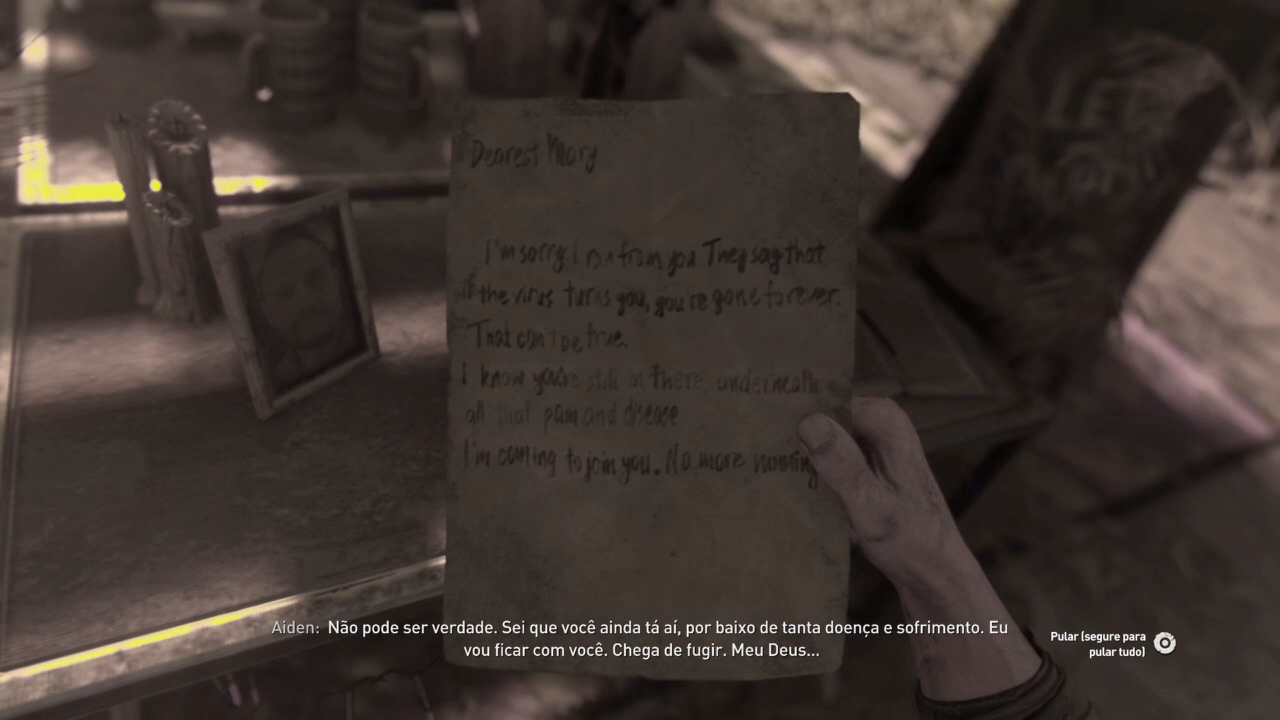 Dearest Mary
I'm sorry I ran from you. They say that
if the virus turns you, you're gone forever.
That can't be true.
I know you're still in there, underneath
all that pain and disease
I'm coming to join you. No more running
LET
Aiden: Não pode ser verdade. Sei que você ainda tá aí, por baixo de tanta doença e sofrimento. Eu
vou ficar com você. Chega de fugir. Meu Deus...
Pular (segure para
pular tudo)